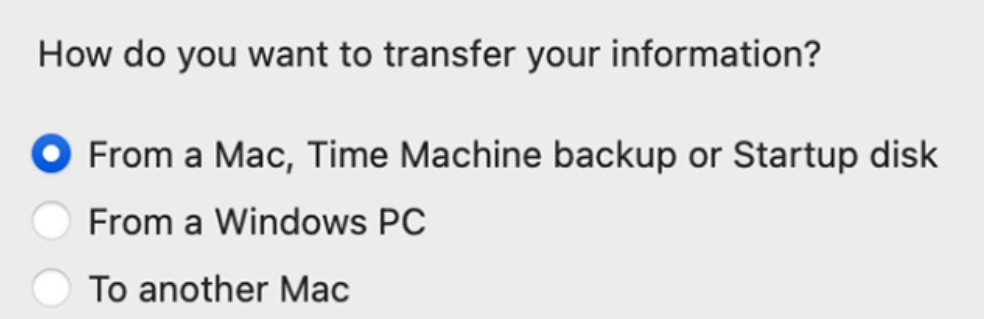 How do you want to transfer your information?
From a Mac, Time Machine backup or Startup disk
From a Windows PC
To another Mac